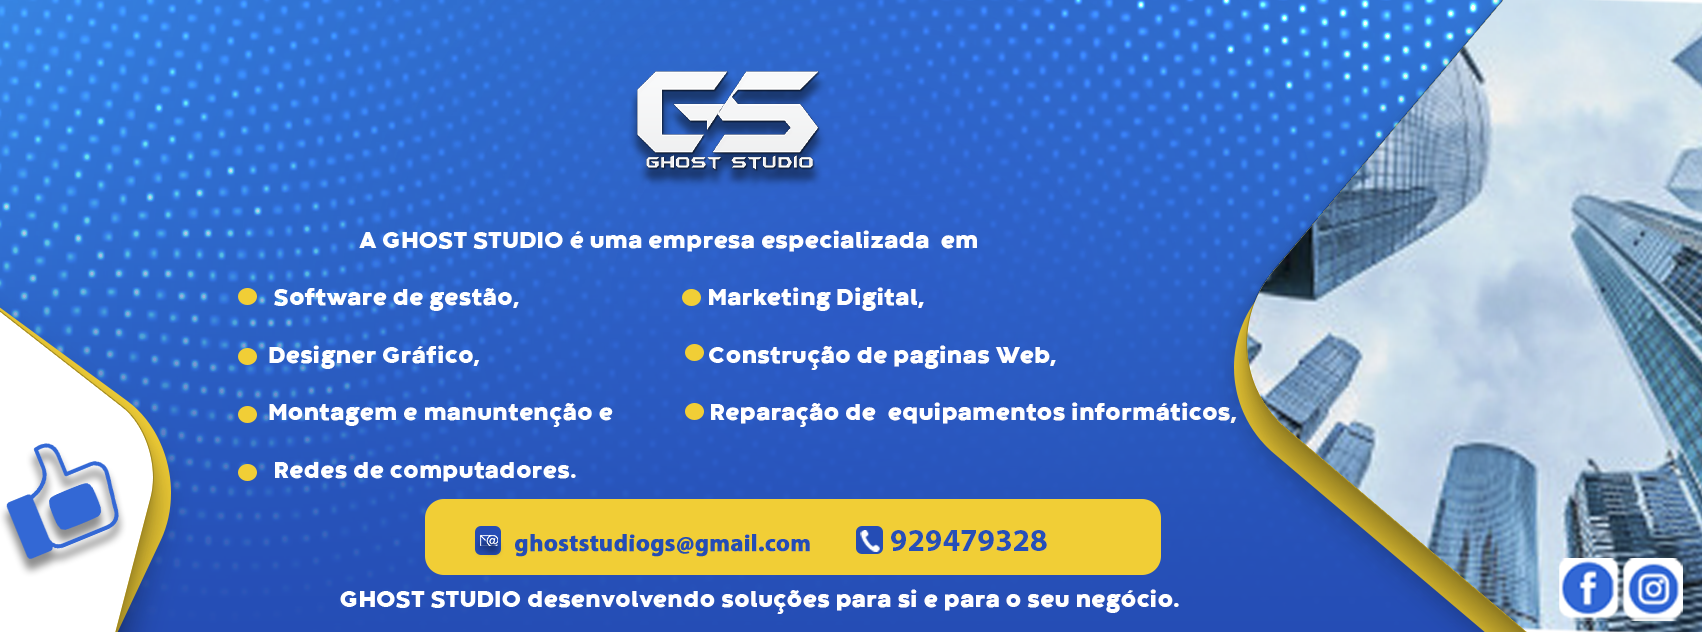 GS
GHOST STUDIO
A GHOST STUDIO é uma empresa especializada em
Software de gestão,
Marketing Digital,
Designer Gráfico,
Construção de paginas Web,
Montagem e manuntenção e
Reparação de equipamentos informáticos,
Redes de computadores.
ghoststudiogs@gmail.com
929479328
GHOST STUDIO desenvolvendo soluções para si e para o seu negócio.